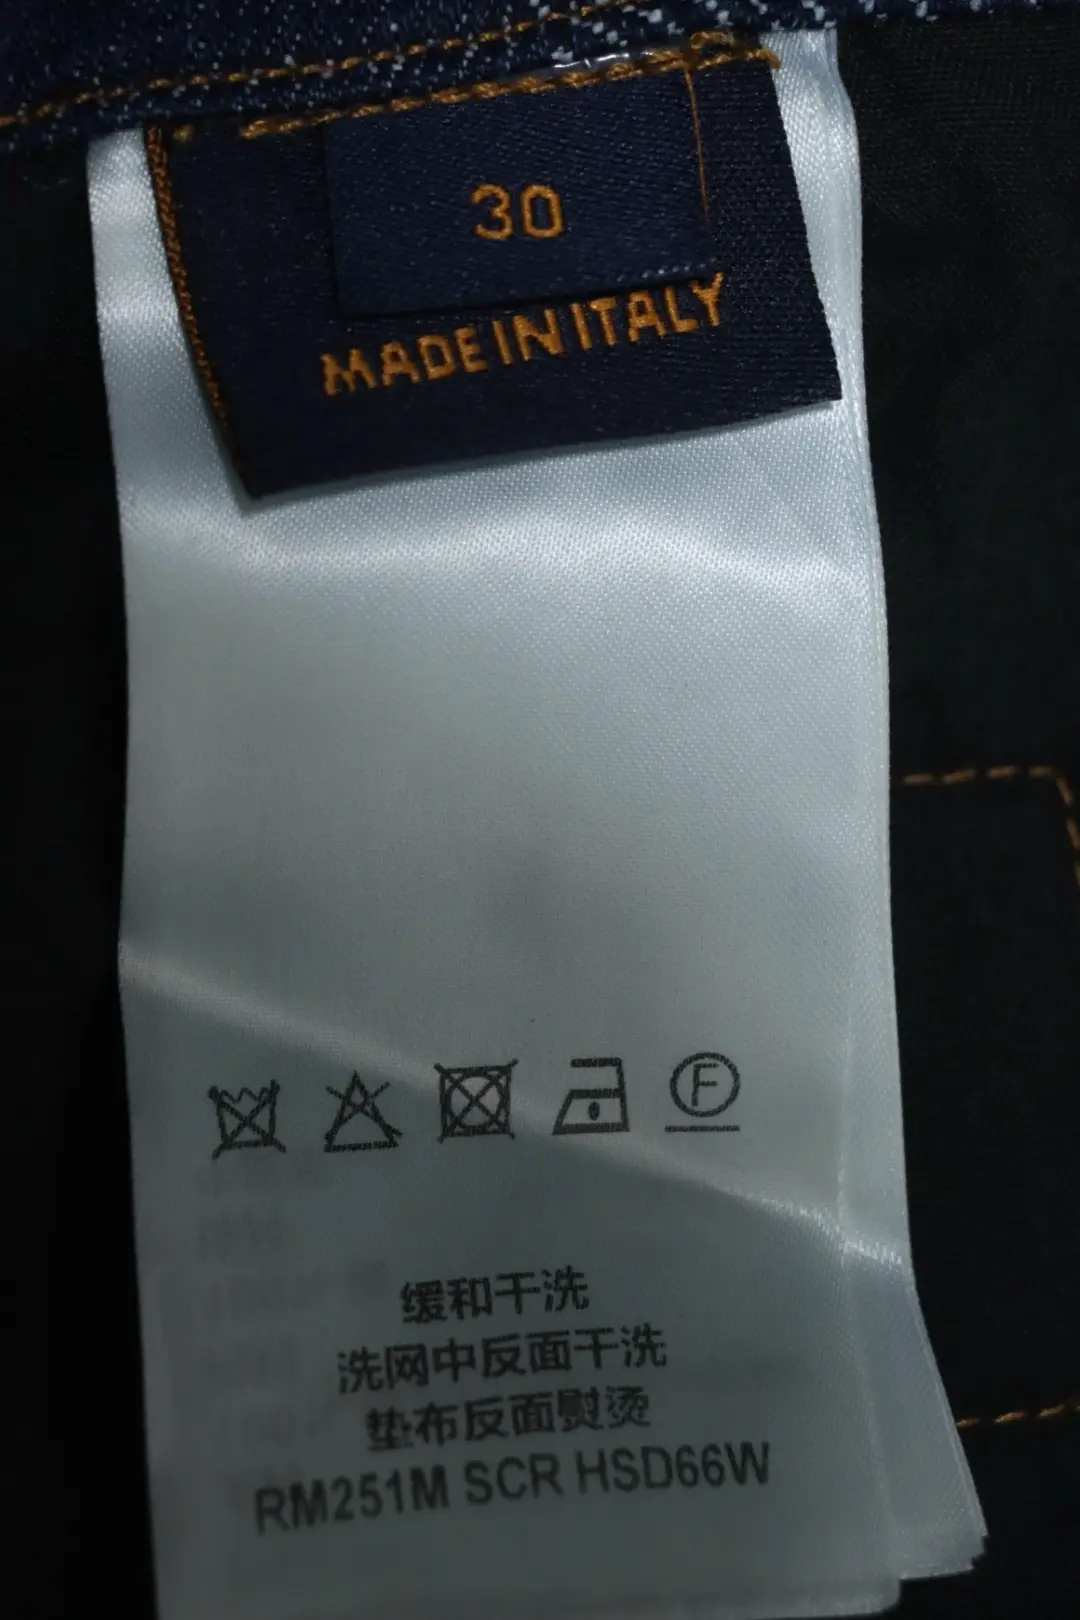 30
MADE IN ITALY
F
缓和干洗
洗网中反面干洗
垫布反面熨烫
RM251M SCR HSD66W